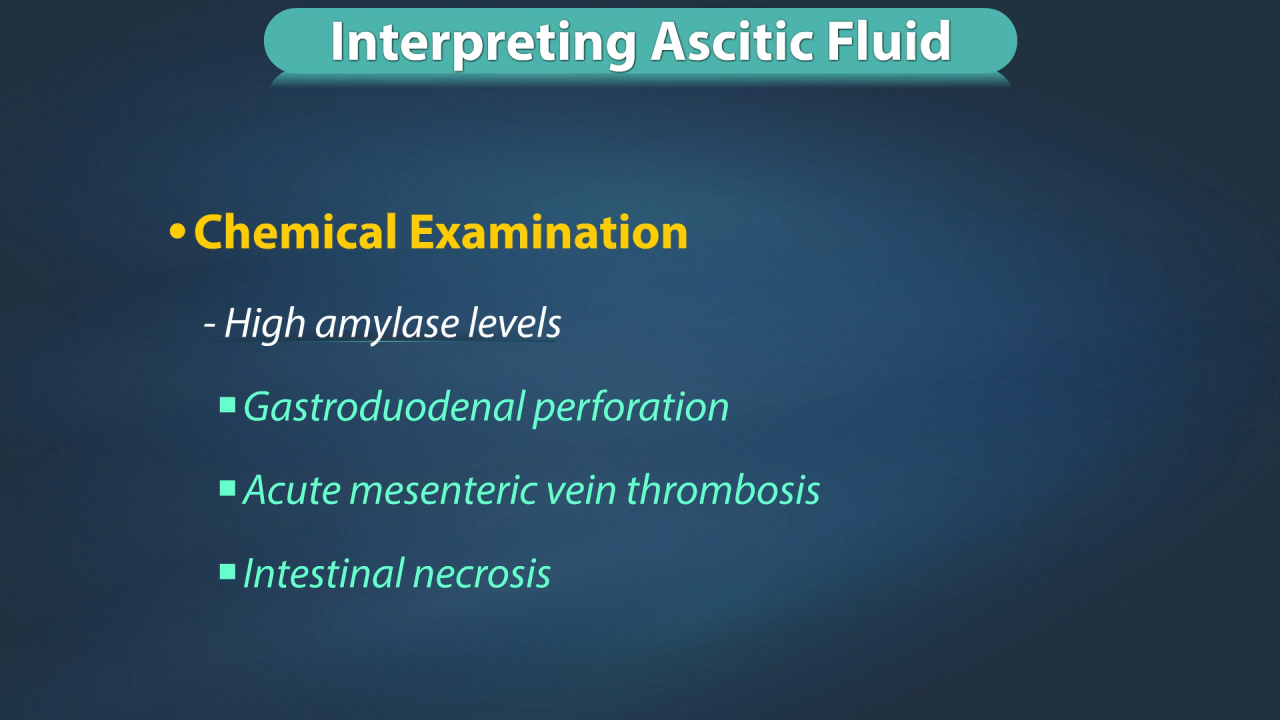 Interpreting Ascitic Fluid
• Chemical Examination
- High amylase levels
▪ Gastroduodenal perforation
▪ Acute mesenteric vein thrombosis
▪ Intestinal necrosis